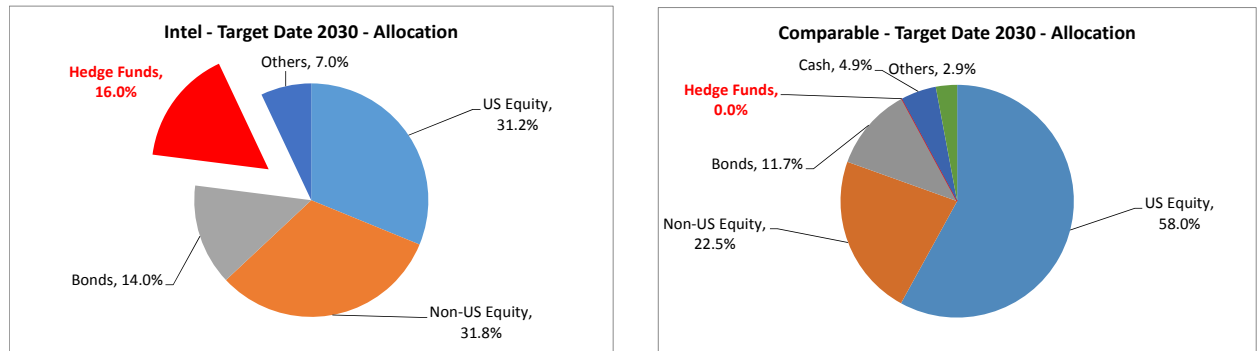 Intel - Target Date 2030 - Allocation
Others, 7.0%
Hedge Funds,
16.0%
US Equity,
31.2%
Bonds, 14.0%
Non-US Equity,
31.8%
Comparable - Target Date 2030 - Allocation
Cash, 4.9%
Others, 2.9%
Hedge Funds,
0.0%
Bonds, 11.7%
US Equity,
58.0%
Non-US Equity,
22.5%